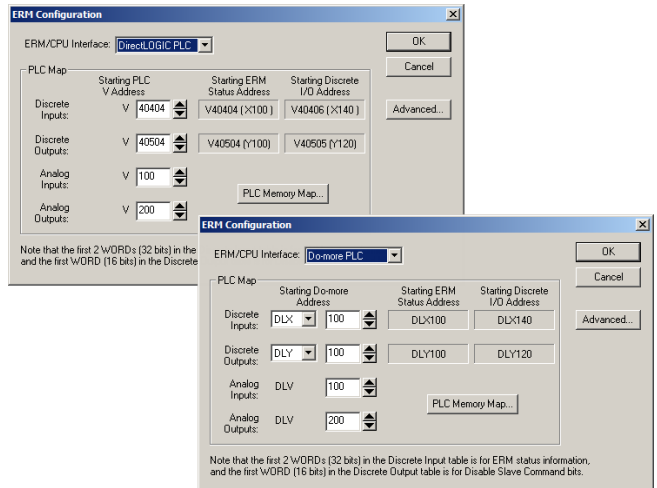 ERM Configuration
ERM/CPU Interface: DirectLOGIC PLC
OK
Cancel
Advanced...
PLC Map
Starting PLC V Address
Starting ERM Status Address
Starting Discrete I/O Address
Discrete Inputs: V 40404 V40404 (X100 ) V40406 (X140 )
Discrete Outputs: V 40504 V40504 (Y100) V40505 (Y120)
Analog Inputs: V 100
Analog Outputs: V 200
PLC Memory Map...
Note that the first 2 WORDs (32 bits) in the
and the first WORD (16 bits) in the Discrete
ERM Configuration
ERM/CPU Interface: Do-more PLC
OK
Cancel
Advanced...
PLC Map
Starting Do-more Address
Starting ERM Status Address
Starting Discrete I/O Address
Discrete Inputs: DLX 100 DLX100 DLX140
Discrete Outputs: DLY 100 DLY100 DLY120
Analog Inputs: DLV 100
Analog Outputs: DLV 200
PLC Memory Map...
Note that the first 2 WORDs (32 bits) in the Discrete Input table is for ERM status information,
and the first WORD (16 bits) in the Discrete Output table is for Disable Slave Command bits.